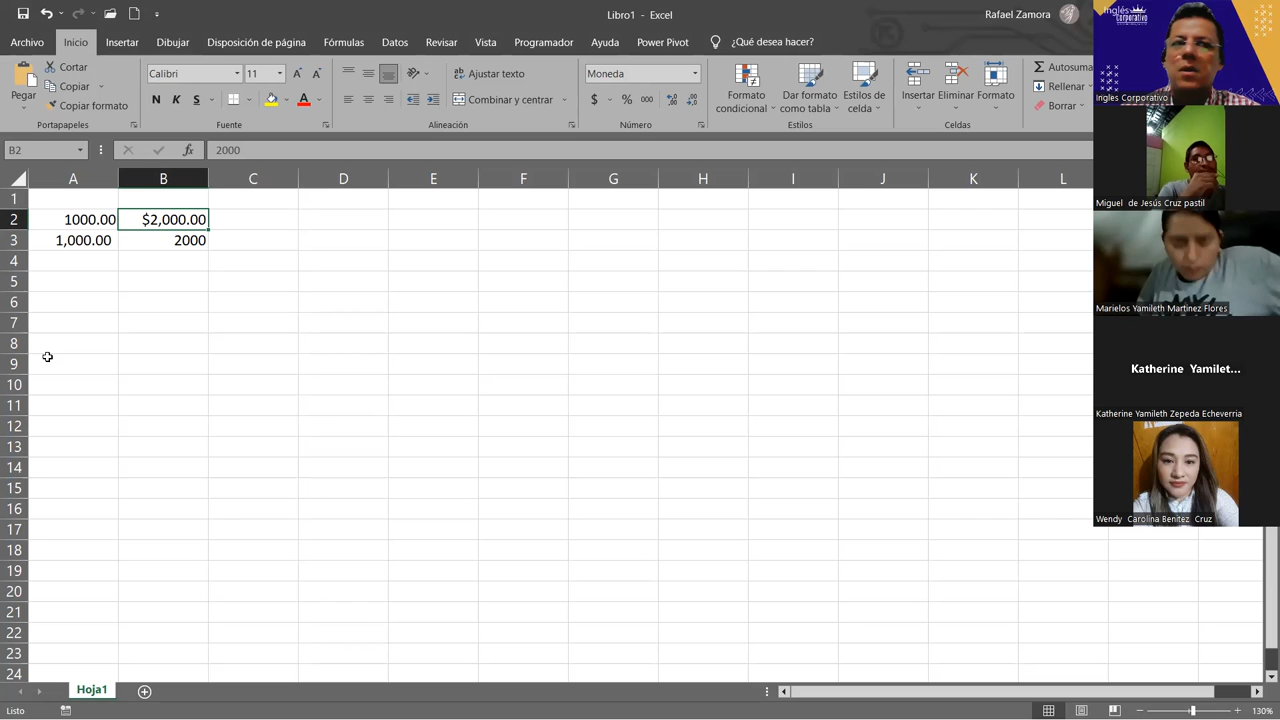 Libro1 - Excel
Rafael Zamora
Archivo Inicio Insertar Dibujar Disposición de página Fórmulas Datos Revisar Vista Programador Ayuda Power Pivot ¿Qué desea hacer?
Pegar
Cortar
Copiar
Copiar formato
Portapapeles
Calibri 11
N K S
Fuente
Ajustar texto
Combinar y centrar
Alineación
Moneda
$ % 000
Número
Formato condicional
Dar formato como tabla
Estilos de celda
Estilos
Insertar
Eliminar
Formato
Celdas
Autosuma
Rellenar
Borrar
B2 fx 2000
A B C D E F G H I J K L
1
2 1000.00 $2,000.00
3 1,000.00 2000
4
5
6
7
8
9
10
11
12
13
14
15
16
17
18
19
20
21
22
23
24
Hoja1
Listo
130%
Inglés Corporativo
Ingles Corporativo
Miguel de Jesús Cruz pastil
Marielos Yamileth Martinez Flores
Katherine Yamilet...
Katherine Yamileth Zepeda Echeverria
Wendy Carolina Benitez Cruz